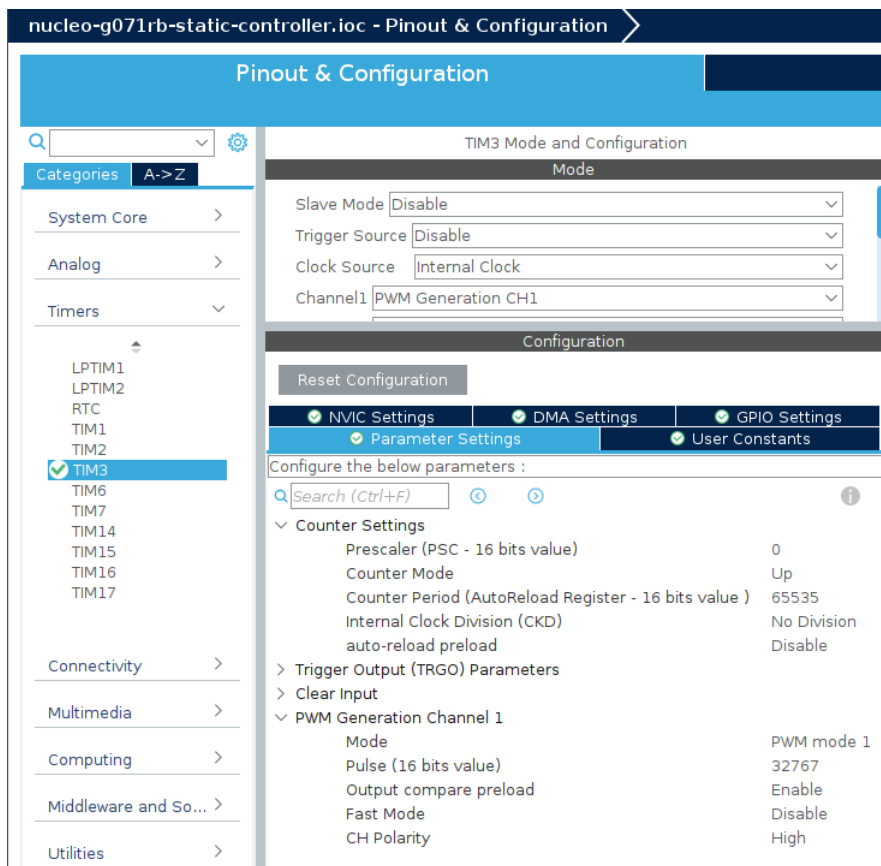 nucleo-g071rb-static-controller.ioc - Pinout & Configuration
Pinout & Configuration
Categories A->Z
System Core
Analog
Timers
LPTIM1
LPTIM2
RTC
TIM1
TIM2
TIM3
TIM6
TIM7
TIM14
TIM15
TIM16
TIM17
Connectivity
Multimedia
Computing
Middleware and So...
Utilities
TIM3 Mode and Configuration
Mode
Slave Mode Disable
Trigger Source Disable
Clock Source Internal Clock
Channel1 PWM Generation CH1
Configuration
Reset Configuration
NVIC Settings DMA Settings GPIO Settings
Parameter Settings User Constants
Configure the below parameters :
Search (Ctrl+F)
Counter Settings
Prescaler (PSC - 16 bits value) 0
Counter Mode Up
Counter Period (AutoReload Register - 16 bits value ) 65535
Internal Clock Division (CKD) No Division
auto-reload preload Disable
Trigger Output (TRGO) Parameters
Clear Input
PWM Generation Channel 1
Mode PWM mode 1
Pulse (16 bits value) 32767
Output compare preload Enable
Fast Mode Disable
CH Polarity High